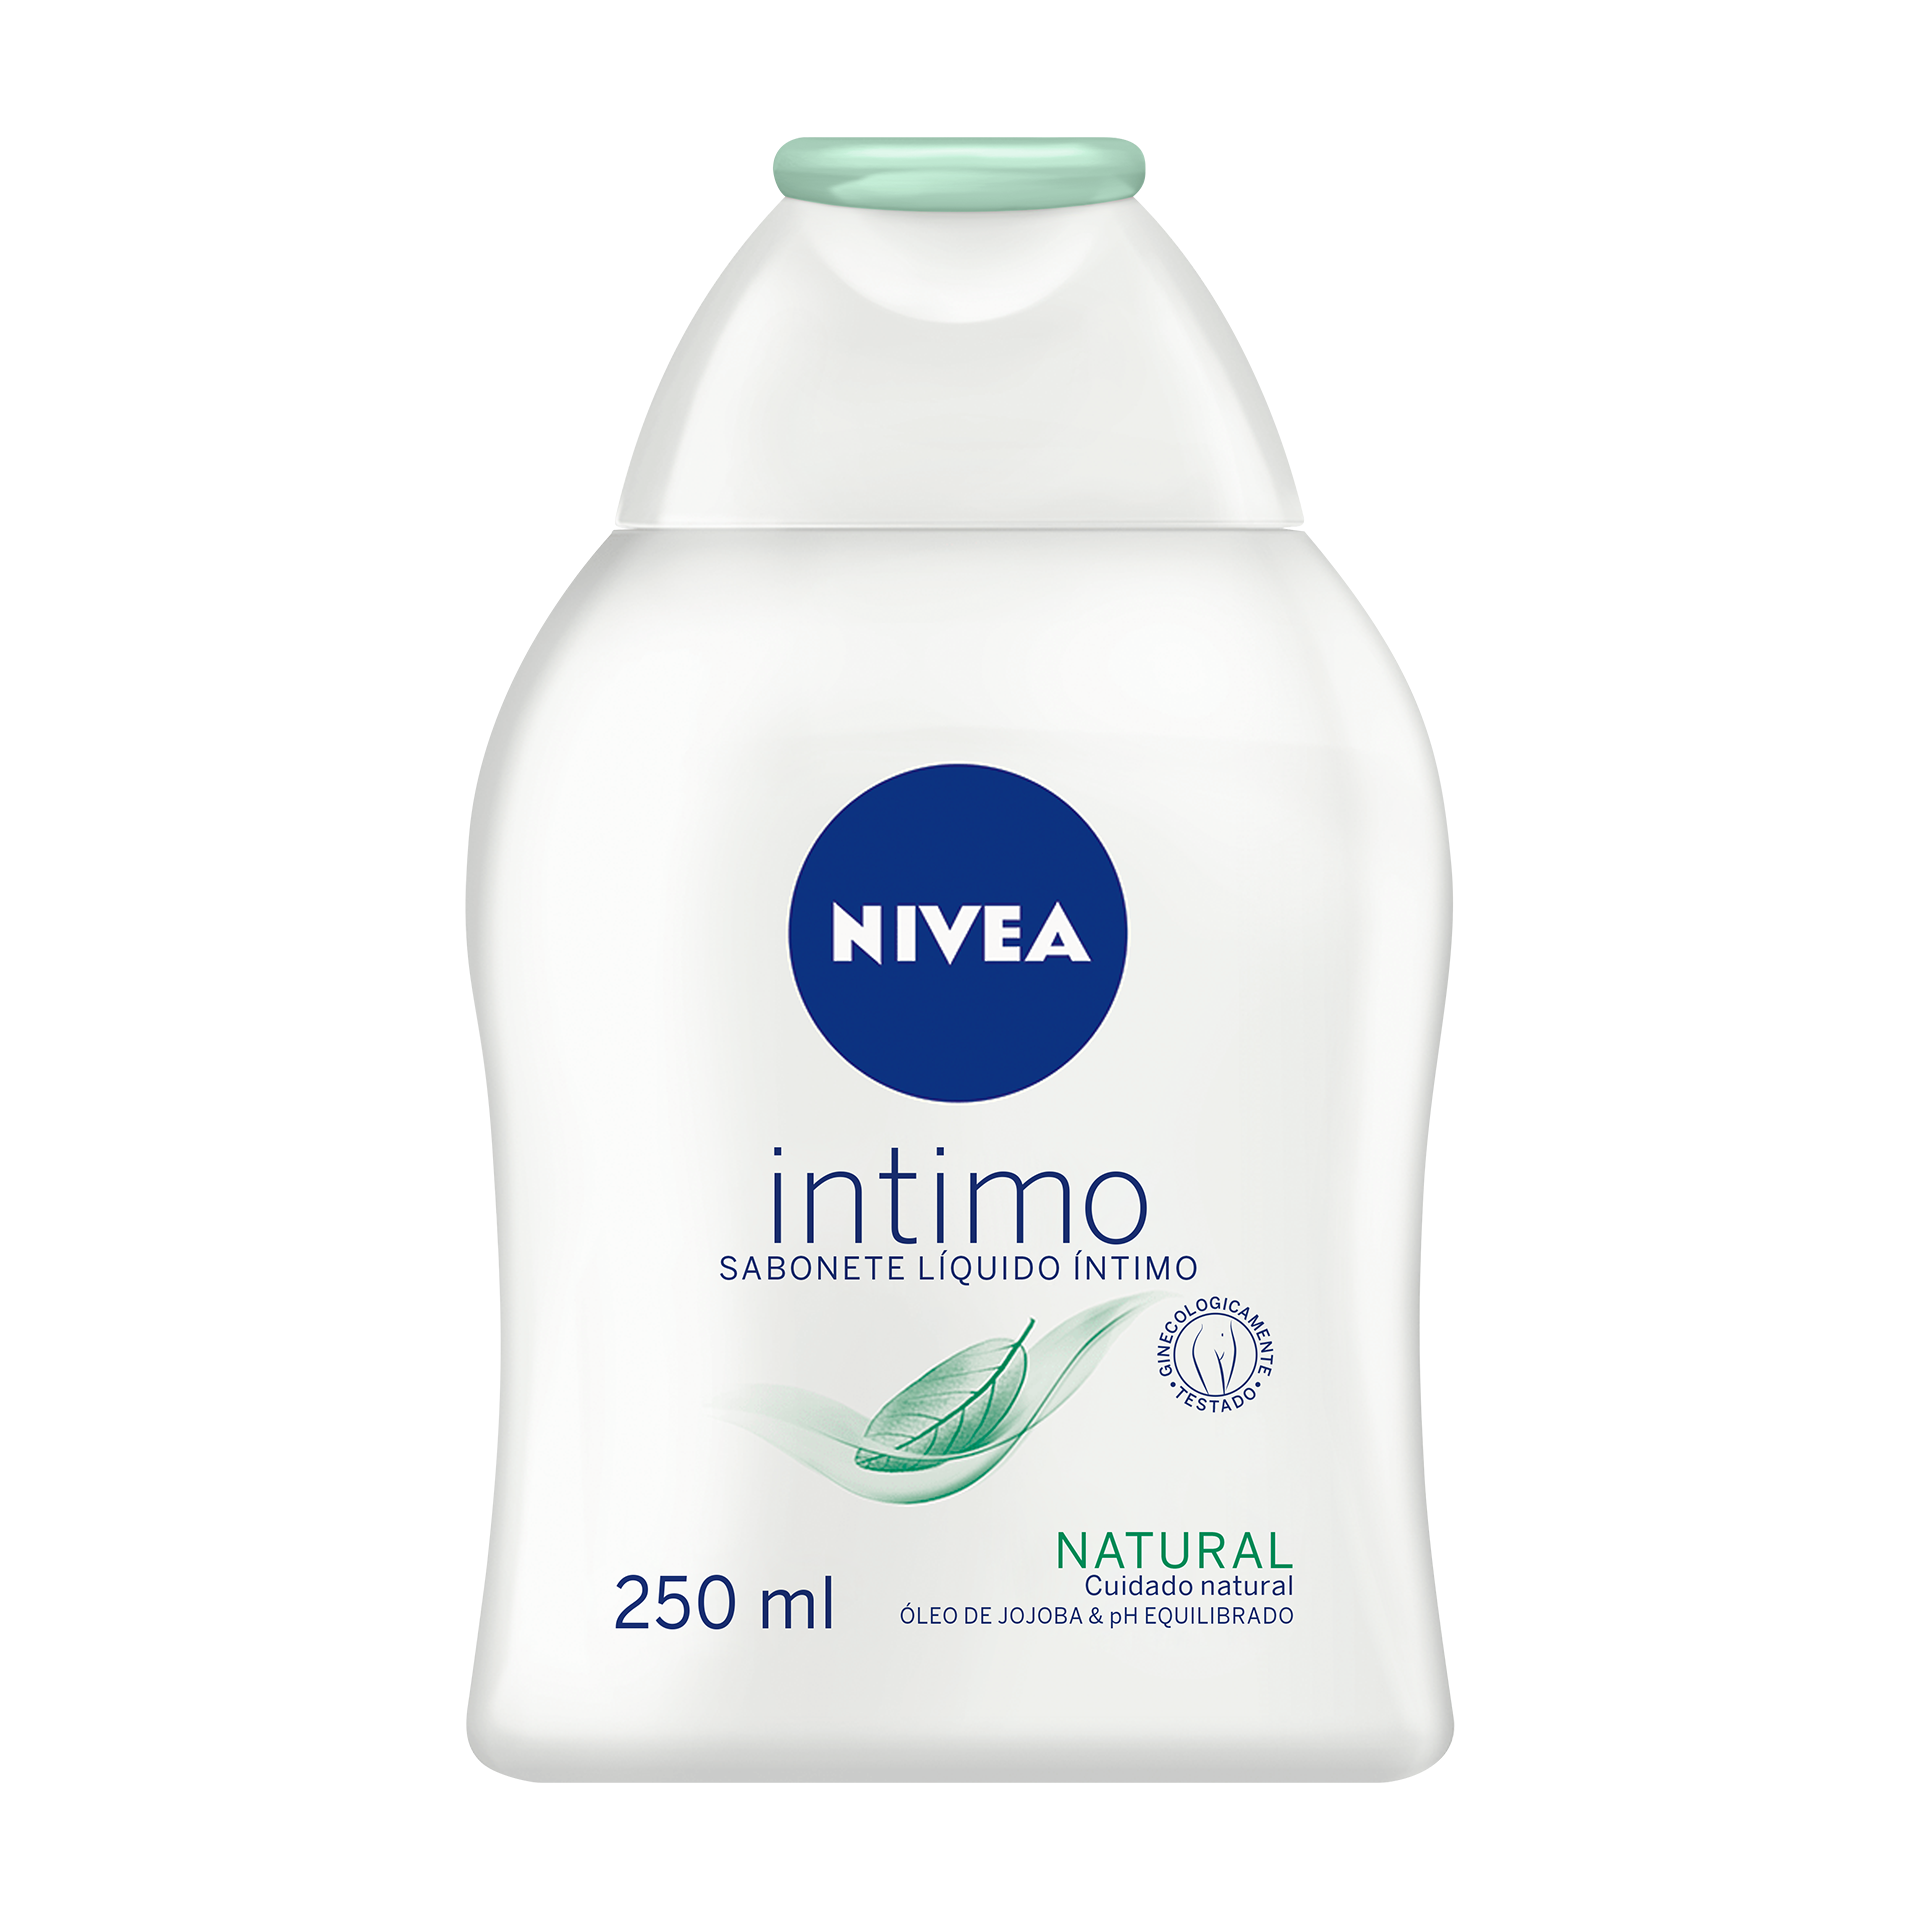 NIVEA
intimo
SABONETE LÍQUIDO ÍNTIMO
GINECOLOGICAMENTE
• TESTADO •
NATURAL
Cuidado natural
250 ml
ÓLEO DE JOJOBA & pH EQUILIBRADO